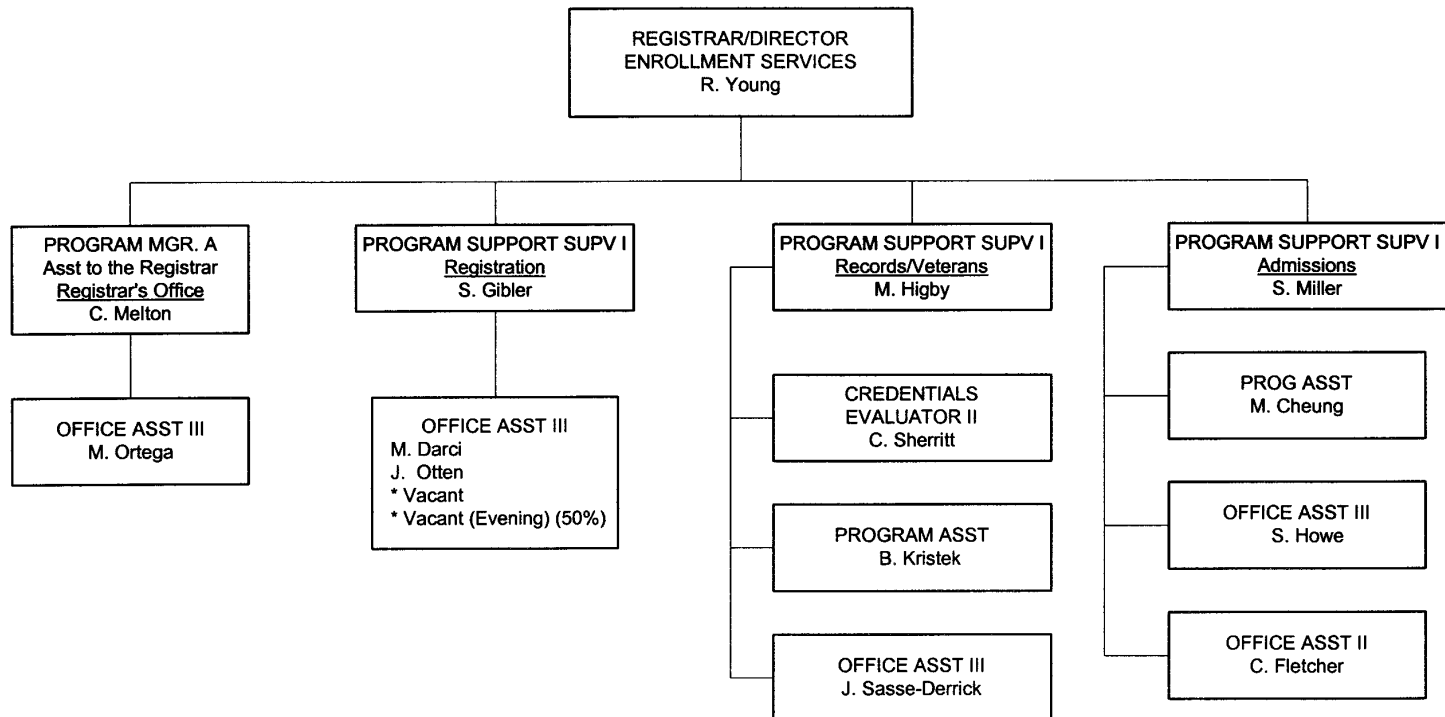 REGISTRAR/DIRECTOR
ENROLLMENT SERVICES
R. Young
PROGRAM MGR. A
Asst to the Registrar
Registrar's Office
C. Melton
PROGRAM SUPPORT SUPV I
Registration
S. Gibler
PROGRAM SUPPORT SUPV I
Records/Veterans
M. Higby
PROGRAM SUPPORT SUPV I
Admissions
S. Miller
OFFICE ASST III
M. Ortega
OFFICE ASST III
M. Darci
J. Otten
* Vacant
* Vacant (Evening) (50%)
CREDENTIALS
EVALUATOR II
C. Sherritt
PROGRAM ASST
B. Kristek
OFFICE ASST III
J. Sasse-Derrick
PROG ASST
M. Cheung
OFFICE ASST III
S. Howe
OFFICE ASST II
C. Fletcher